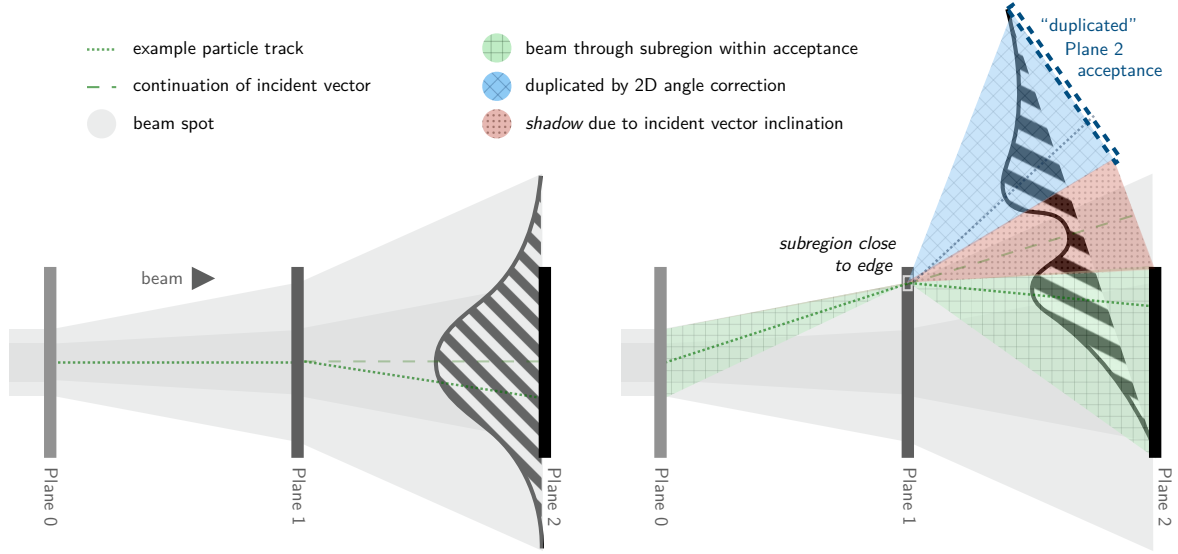 example particle track
continuation of incident vector
beam spot
beam through subregion within acceptance
duplicated by 2D angle correction
shadow due to incident vector inclination
“duplicated”
Plane 2
acceptance
beam
subregion close
to edge
Plane 0
Plane 1
Plane 2
Plane 0
Plane 1
Plane 2